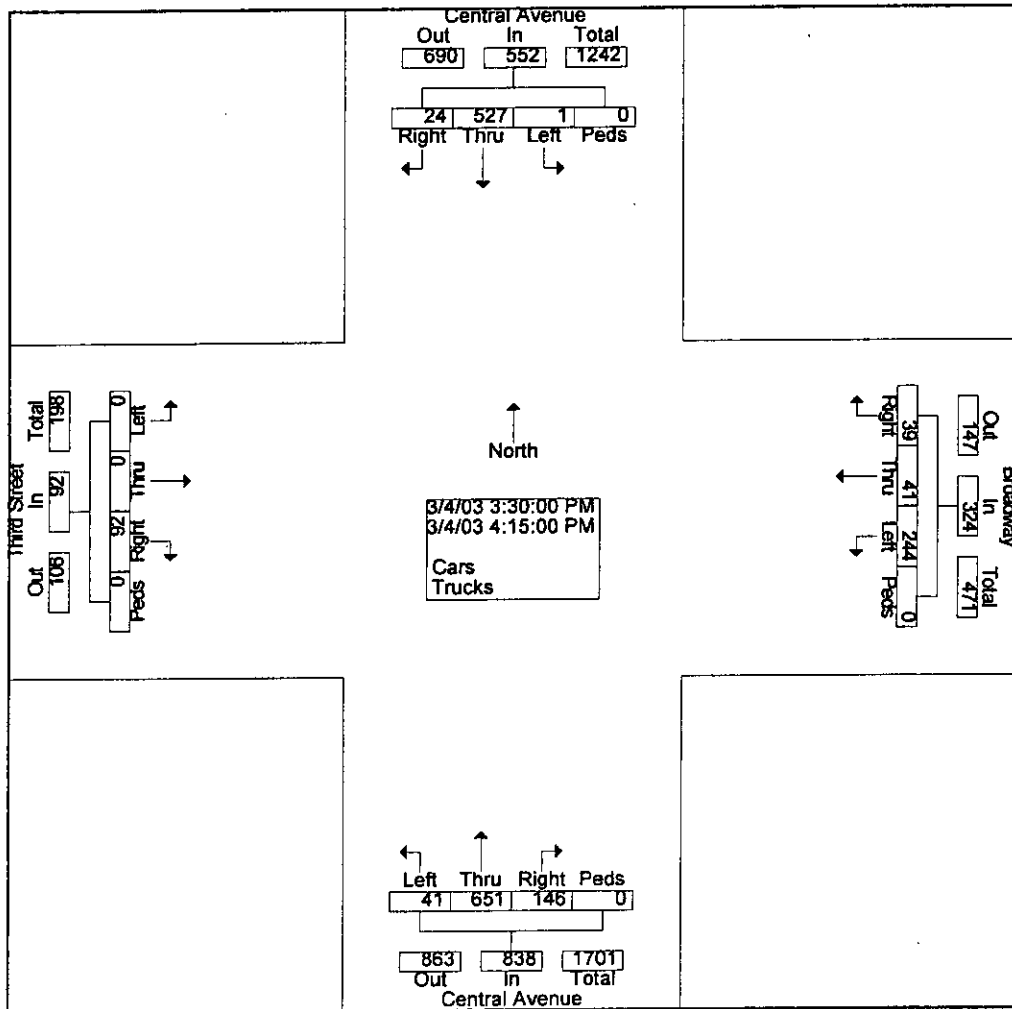 Central Avenue
Out In Total
690 552 1242
24 527 1 0
Right Thru Left Peds
Third Street
Total In Out
198 92 106
0 0 92 0
Left Thru Right Peds
North
3/4/03 3:30:00 PM
3/4/03 4:15:00 PM
Cars
Trucks
Right Thru Left Peds
39 41 244 0
Out In Total
147 324 471
Broadway
Left Thru Right Peds
41 651 146 0
863 838 1701
Out In Total
Central Avenue